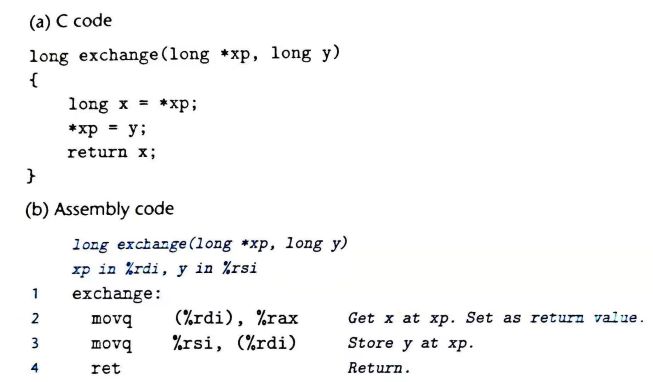 (a) C code
long exchange(long *xp, long y)
{
    long x = *xp;
    *xp = y;
    return x;
}
(b) Assembly code
long exchange(long *xp, long y)
xp in %rdi, y in %rsi
1 exchange:
2 movq (%rdi), %rax Get x at xp. Set as return value.
3 movq %rsi, (%rdi) Store y at xp.
4 ret Return.